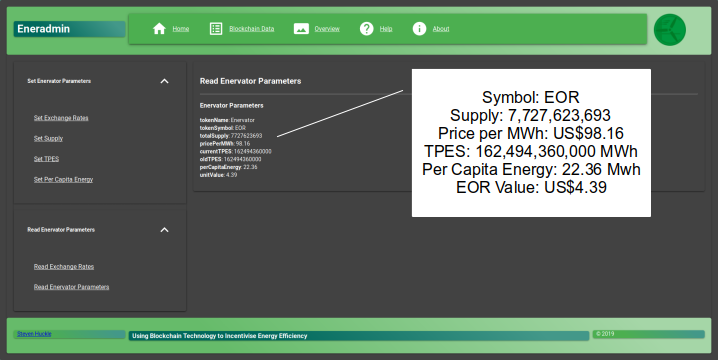 Eneradmin
Home
Blockchain Data
Overview
Help
About
Set Enervator Parameters
Set Exchange Rates
Set Supply
Set TPES
Set Per Capita Energy
Read Enervator Parameters
Read Exchange Rates
Read Enervator Parameters
Read Enervator Parameters
Enervator Parameters
tokenName: Enervator
tokenSymbol: EOR
totalSupply: 7727623693
pricePerMWh: 98.16
currentTPES: 162494360000
oldTPES: 162494360000
perCapitaEnergy: 22.36
unitValue: 4.39
Symbol: EOR
Supply: 7,727,623,693
Price per MWh: US$98.16
TPES: 162,494,360,000 MWh
Per Capita Energy: 22.36 Mwh
EOR Value: US$4.39
Steven Huckle
Using Blockchain Technology to Incentivise Energy Efficiency
© 2019